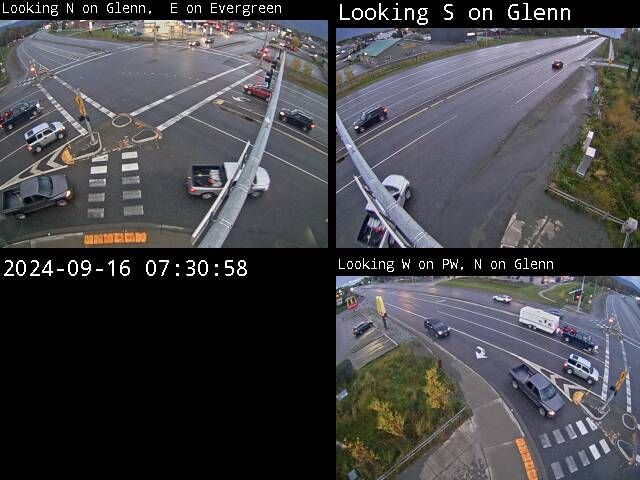 Looking N on Glenn, E on Evergreen
Looking S on Glenn
2024-09-16 07:30:58
Looking W on PW, N on Glenn